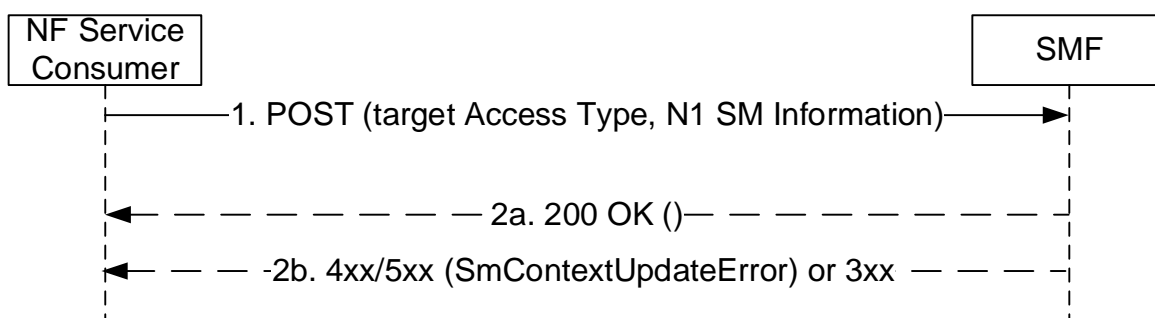 NF Service
Consumer
SMF
1. POST (target Access Type, N1 SM Information)
2a. 200 OK ()
2b. 4xx/5xx (SmContextUpdateError) or 3xx